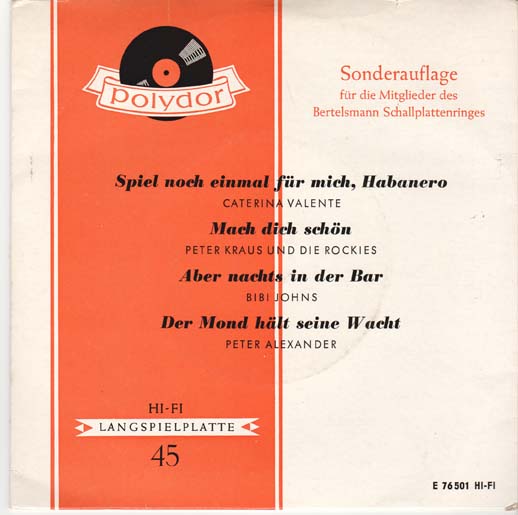 polydor
Sonderauflage
für die Mitglieder des
Bertelsmann Schallplattenringes
Spiel noch einmal für mich, Habanero
CATERINA VALENTE
Mach dich schön
PETER KRAUS UND DIE ROCKIES
Aber nachts in der Bar
BIBI JOHNS
Der Mond hält seine Wacht
PETER ALEXANDER
HI-FI
LANGSPIELPLATTE
45
E 76501 HI-FI